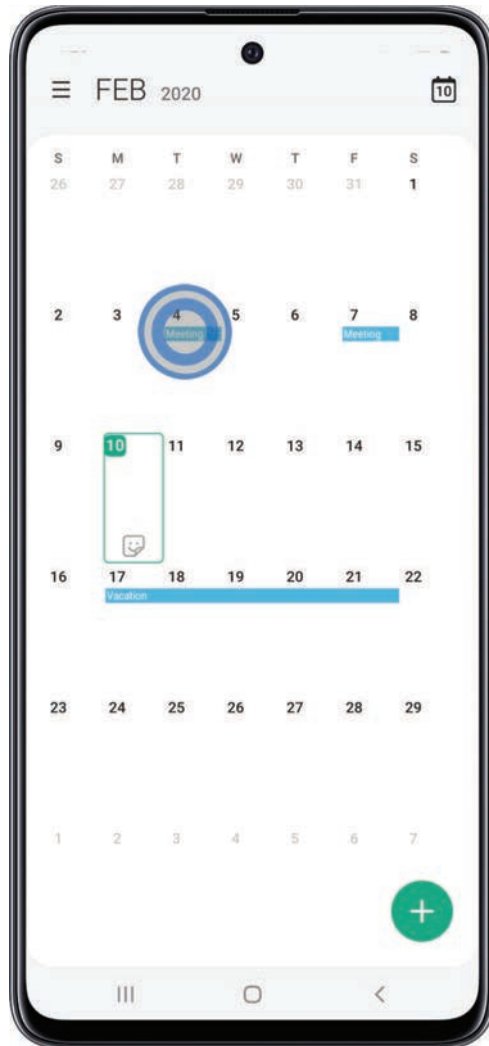 FEB 2020
10
S M T W T F S
26 27 28 29 30 31 1
2 3 4 5 6 7 8
Meeting Meeting
9 10 11 12 13 14 15
16 17 18 19 20 21 22
Vacation
23 24 25 26 27 28 29
1 2 3 4 5 6 7